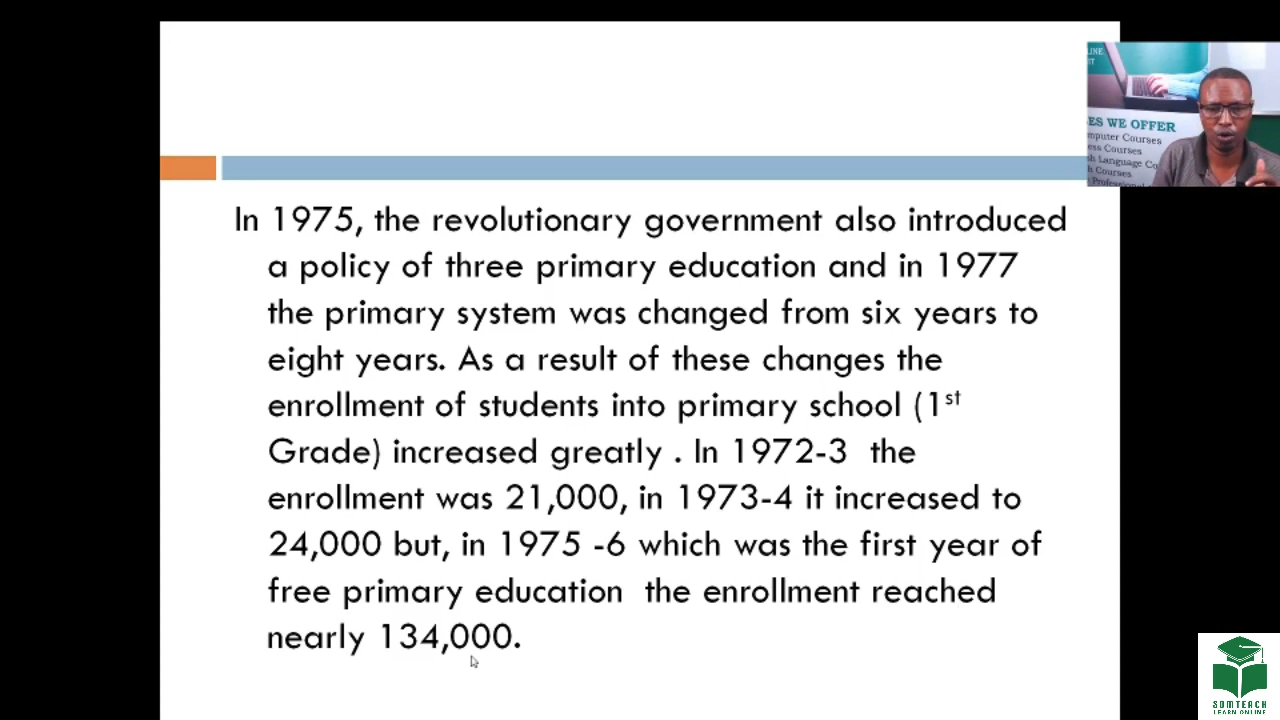 In 1975, the revolutionary government also introduced
a policy of three primary education and in 1977
the primary system was changed from six years to
eight years. As a result of these changes the
enrollment of students into primary school (1st
Grade) increased greatly . In 1972-3 the
enrollment was 21,000, in 1973-4 it increased to
24,000 but, in 1975 -6 which was the first year of
free primary education the enrollment reached
nearly 134,000.
LINE
ES WE OFFER
mputer Courses
ess Courses
sh Language Co
h Courses
Professional
SOMTEACH
LEARN ONLINE